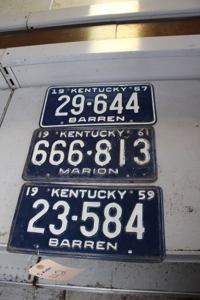 19 KENTUCKY 67
29-644
BARREN
19 KENTUCKY 61
666-813
MARION
19 KENTUCKY 59
23-584
BARREN